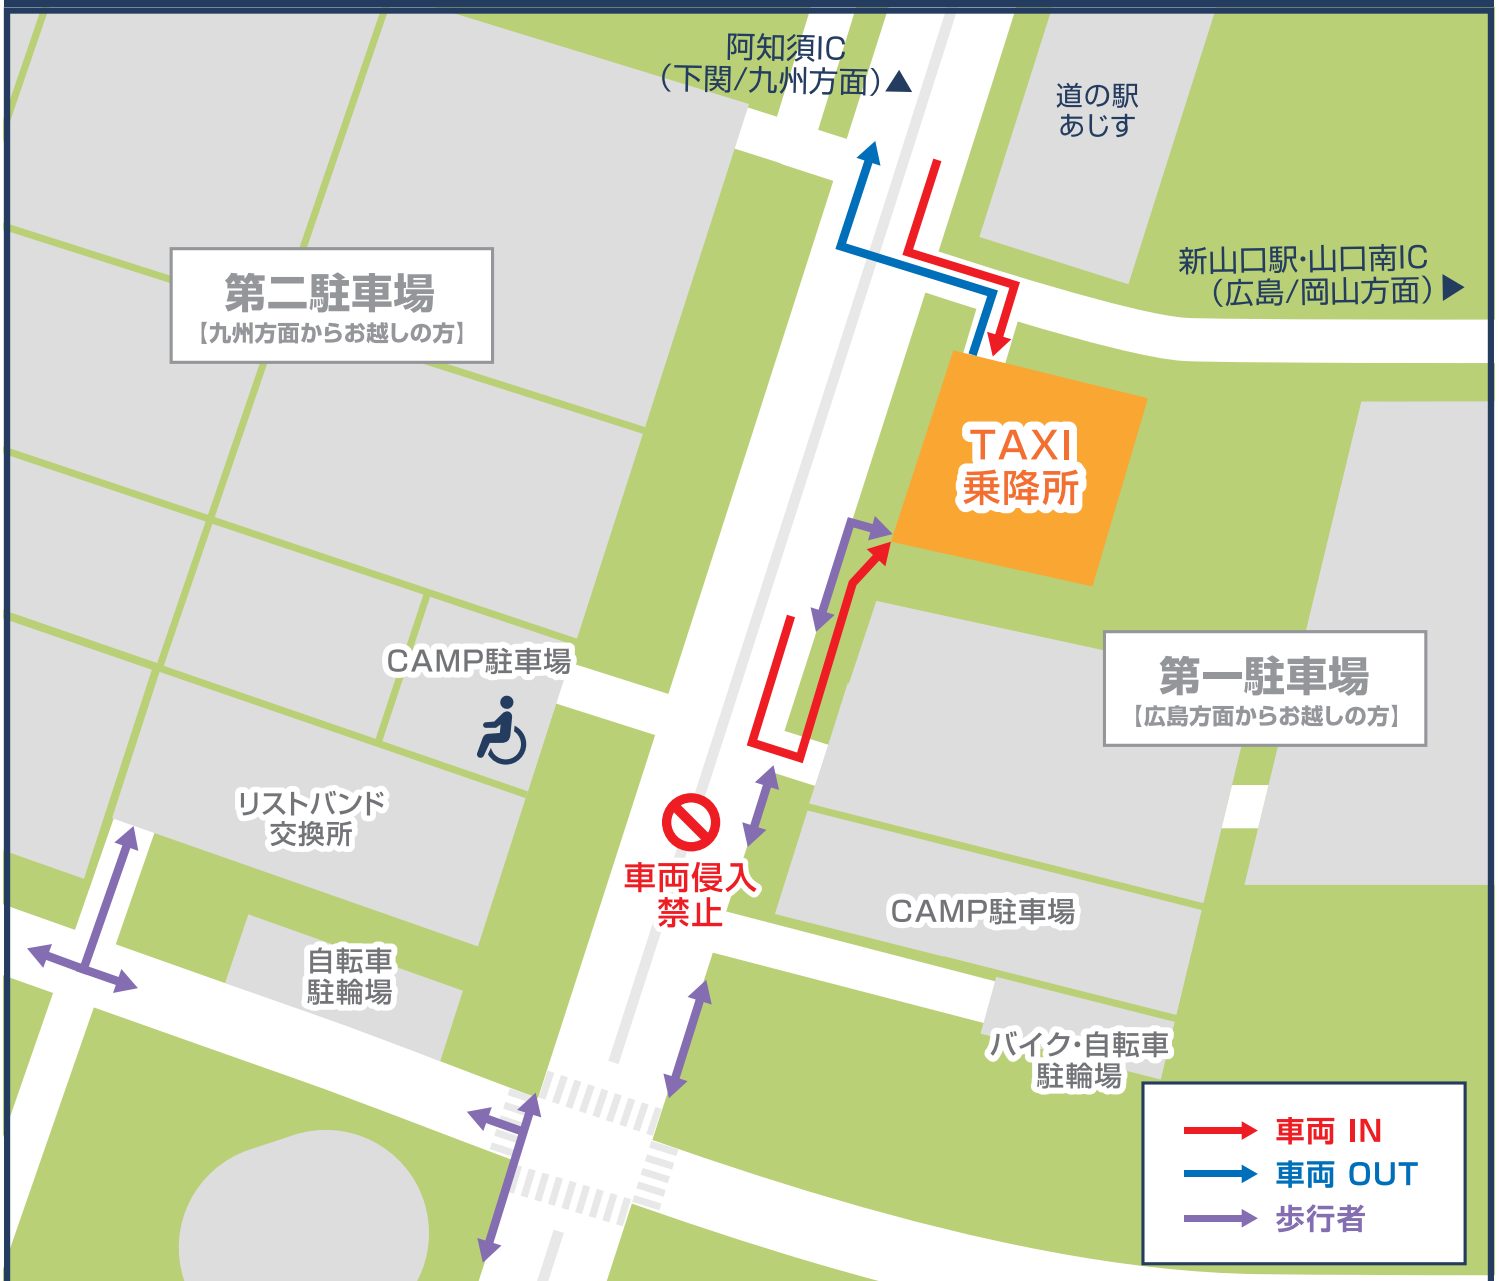 阿知須IC
(下関/九州方面)▲
道の駅
あじす
新山口駅・山口南IC
(広島/岡山方面)▶
第二駐車場
【九州方面からお越しの方】
TAXI
乗降所
CAMP駐車場
第一駐車場
【広島方面からお越しの方】
リストバンド
交換所
車両侵入
禁止
CAMP駐車場
自転車
駐輪場
バイク・自転車
駐輪場
車両 IN
車両 OUT
歩行者